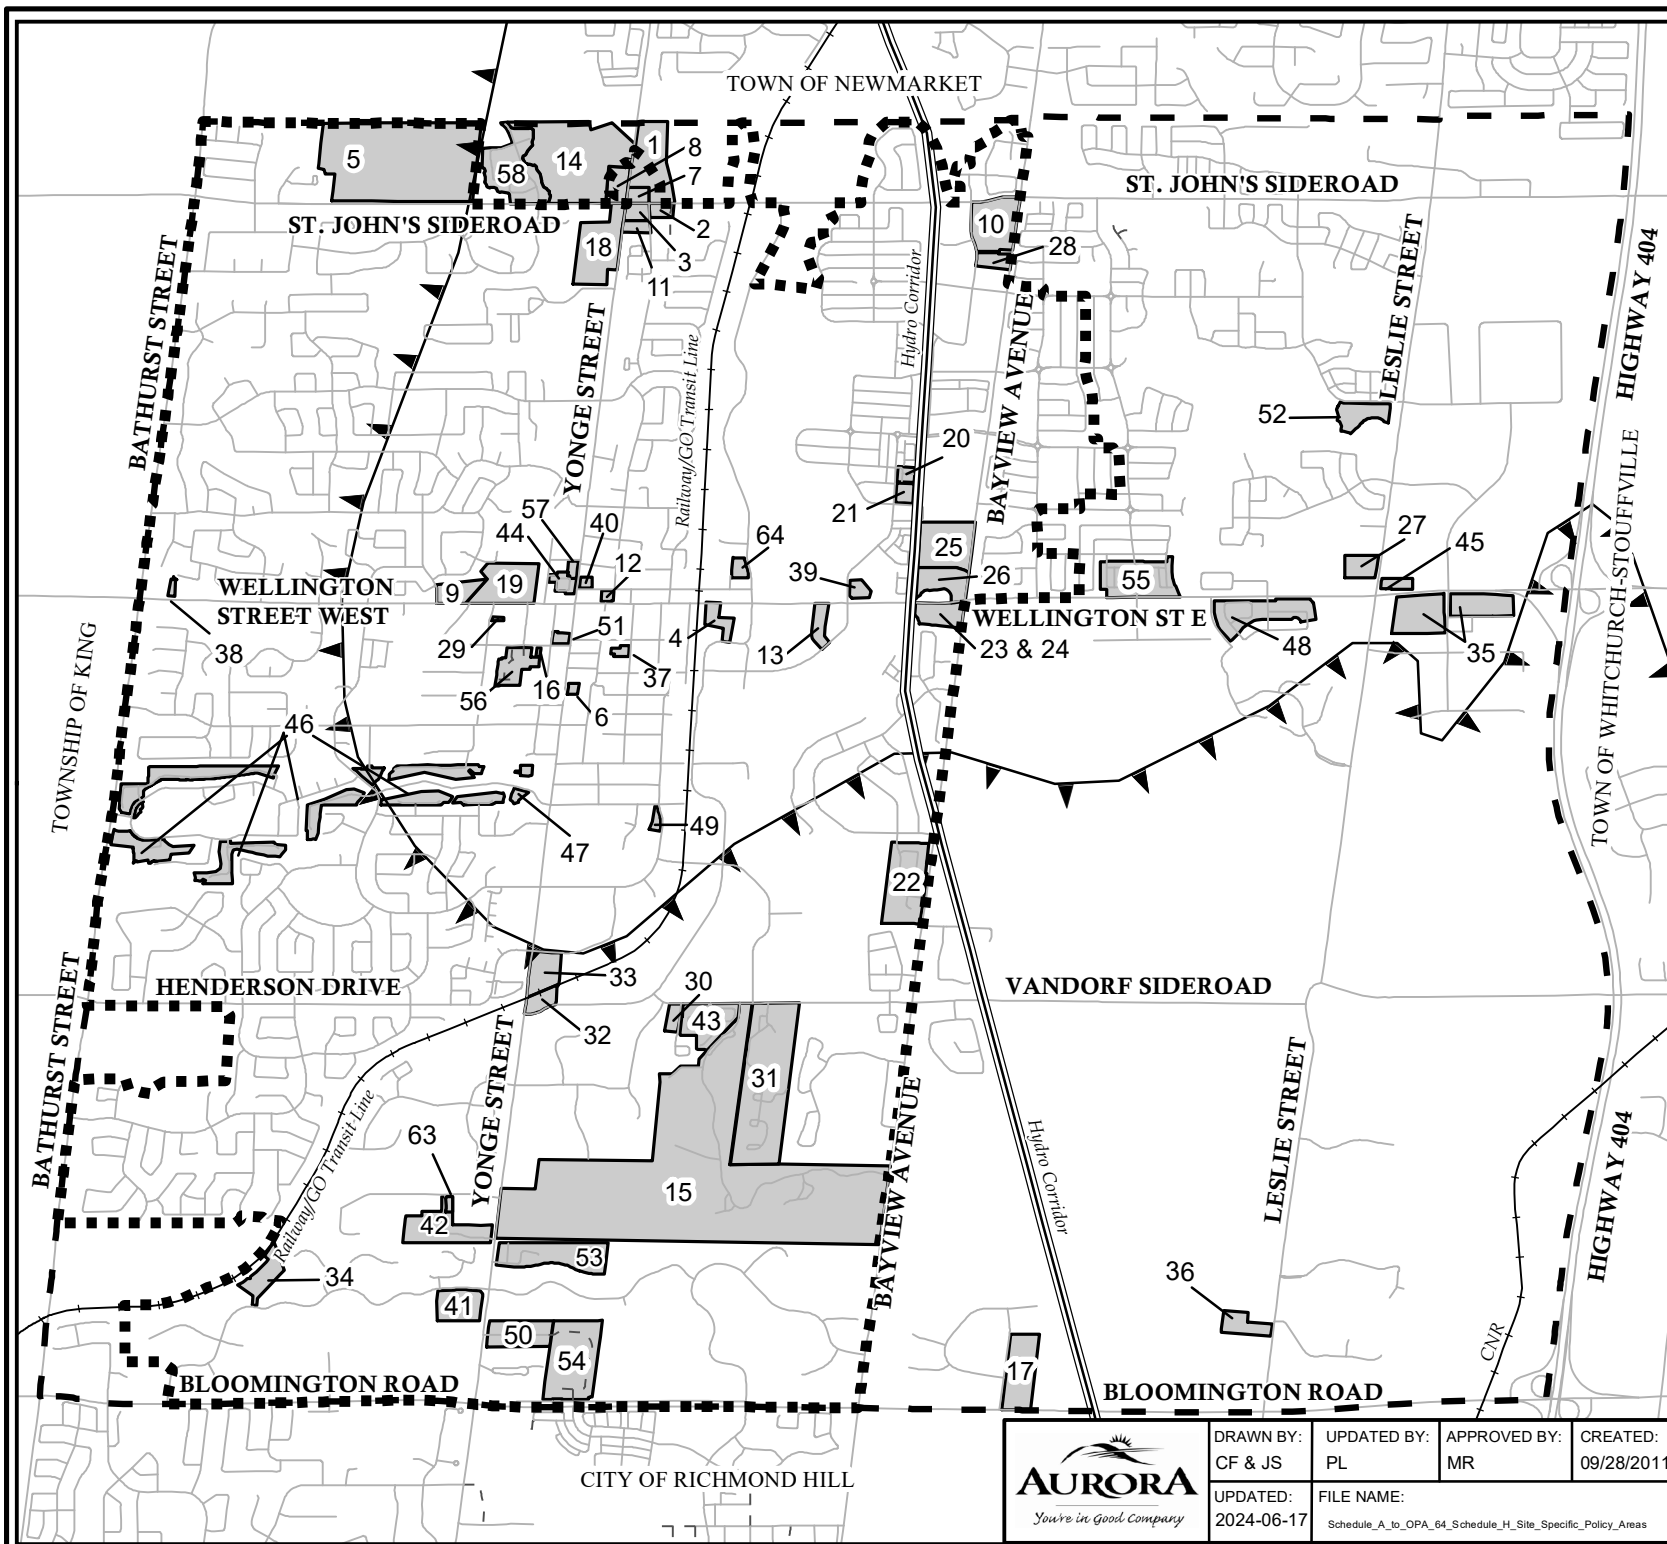 TOWN OF NEWMARKET
5
58
14
1
8
7
ST. JOHN'S SIDEROAD
ST. JOHN'S SIDEROAD
2
3
11
18
10
28
BATHURST STREET
YONGE STREET
Railway/GO Transit Line
Hydro Corridor
BAYVIEW AVENUE
LESLIE STREET
HIGHWAY 404
TOWN OF WHITCHURCH-STOUFFVILLE
52
20
21
57
44
40
12
64
39
25
26
55
27
45
9
19
WELLINGTON
STREET WEST
38
29
51
4
13
WELLINGTON ST E
23 & 24
48
35
37
16
56
6
TOWNSHIP OF KING
46
47
49
22
HENDERSON DRIVE
33
32
30
43
31
VANDORF SIDEROAD
BATHURST STREET
YONGE STREET
Railway/GO Transit Line
BAYVIEW AVENUE
Hydro Corridor
LESLIE STREET
HIGHWAY 404
63
42
15
53
34
41
50
54
36
17
CNR
BLOOMINGTON ROAD
BLOOMINGTON ROAD
CITY OF RICHMOND HILL
AURORA
You're in Good Company
DRAWN BY:
CF & JS
UPDATED BY:
PL
APPROVED BY:
MR
CREATED:
09/28/2011
UPDATED:
2024-06-17
FILE NAME:
Schedule_A_to_OPA_64_Schedule_H_Site_Specific_Policy_Areas